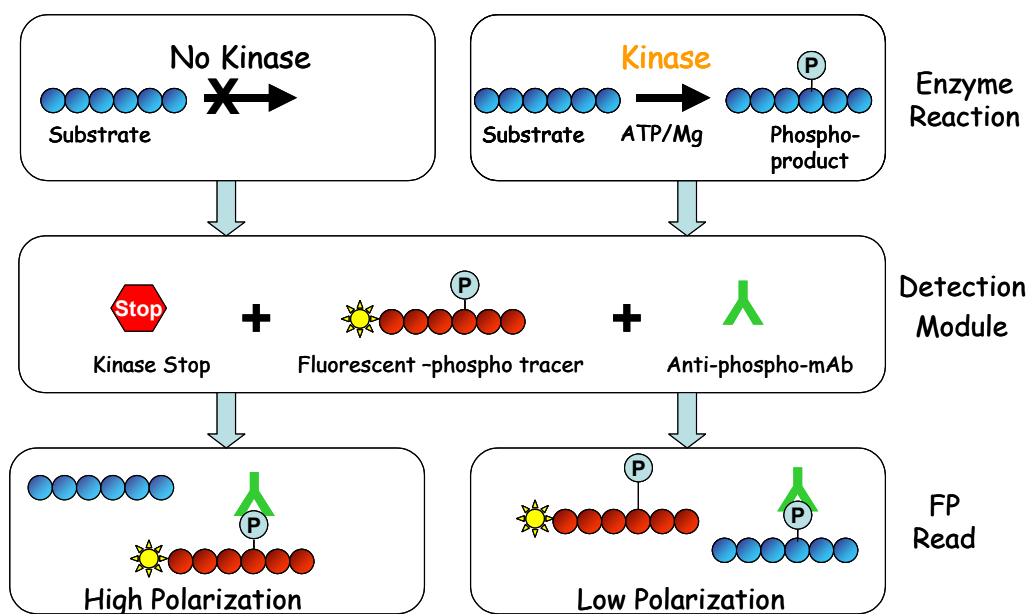 No Kinase
X
Substrate
Kinase
P
Substrate
ATP/Mg
Phospho-
product
Enzyme
Reaction
Stop
+
P
+
Kinase Stop
Fluorescent –phospho tracer
Anti-phospho-mAb
Detection
Module
P
High Polarization
P
P
Low Polarization
FP
Read